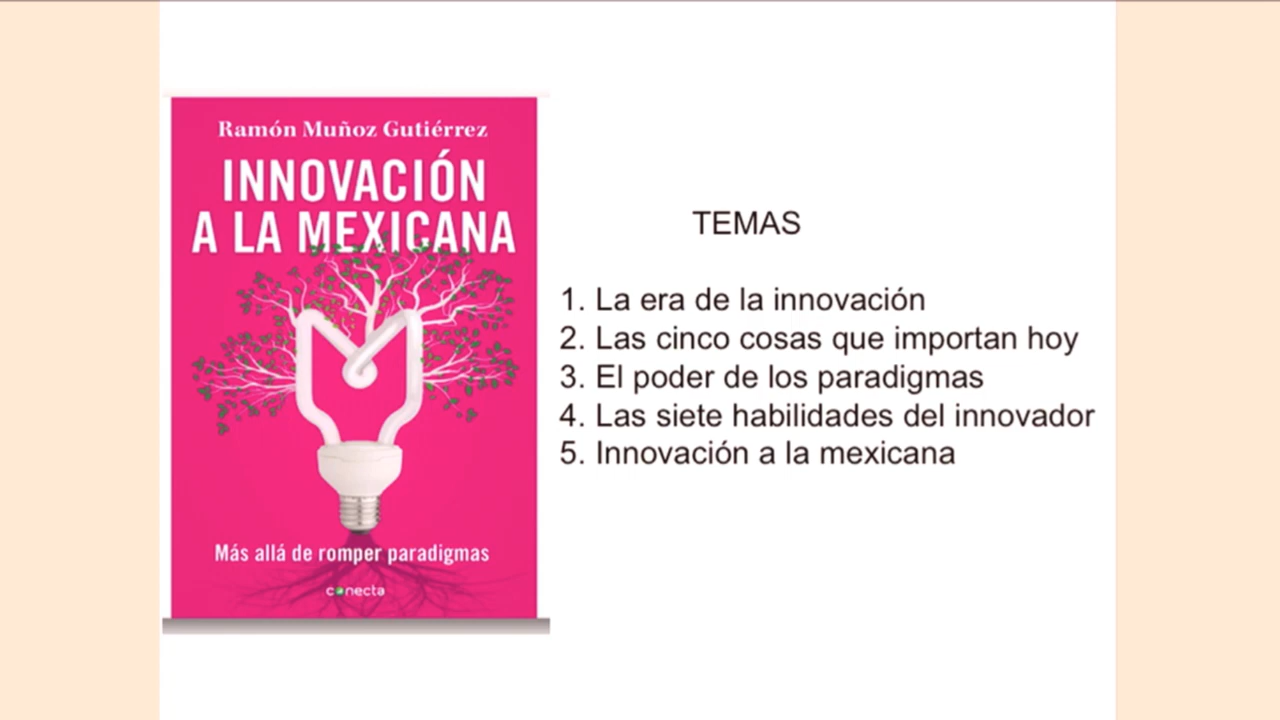 Ramón Muñoz Gutiérrez
INNOVACIÓN
A LA MEXICANA
Más allá de romper paradigmas
conecta
TEMAS
1. La era de la innovación
2. Las cinco cosas que importan hoy
3. El poder de los paradigmas
4. Las siete habilidades del innovador
5. Innovación a la mexicana